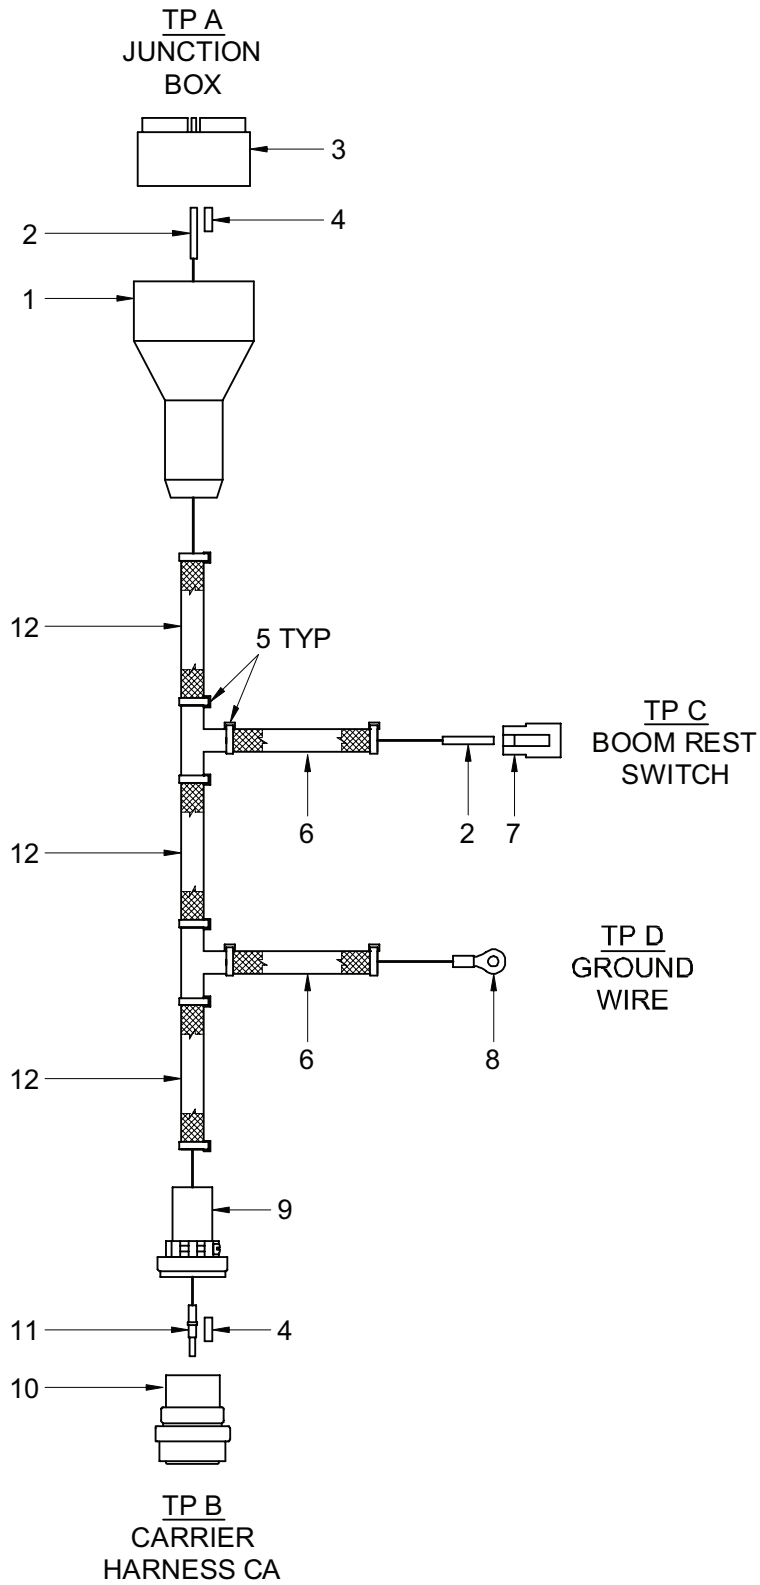 TP A
JUNCTION
BOX
3
4
2
1
12
5 TYP
TP C
BOOM REST
SWITCH
6
2
7
12
TP D
GROUND
WIRE
6
8
12
9
11
4
10
TP B
CARRIER
HARNESS CA